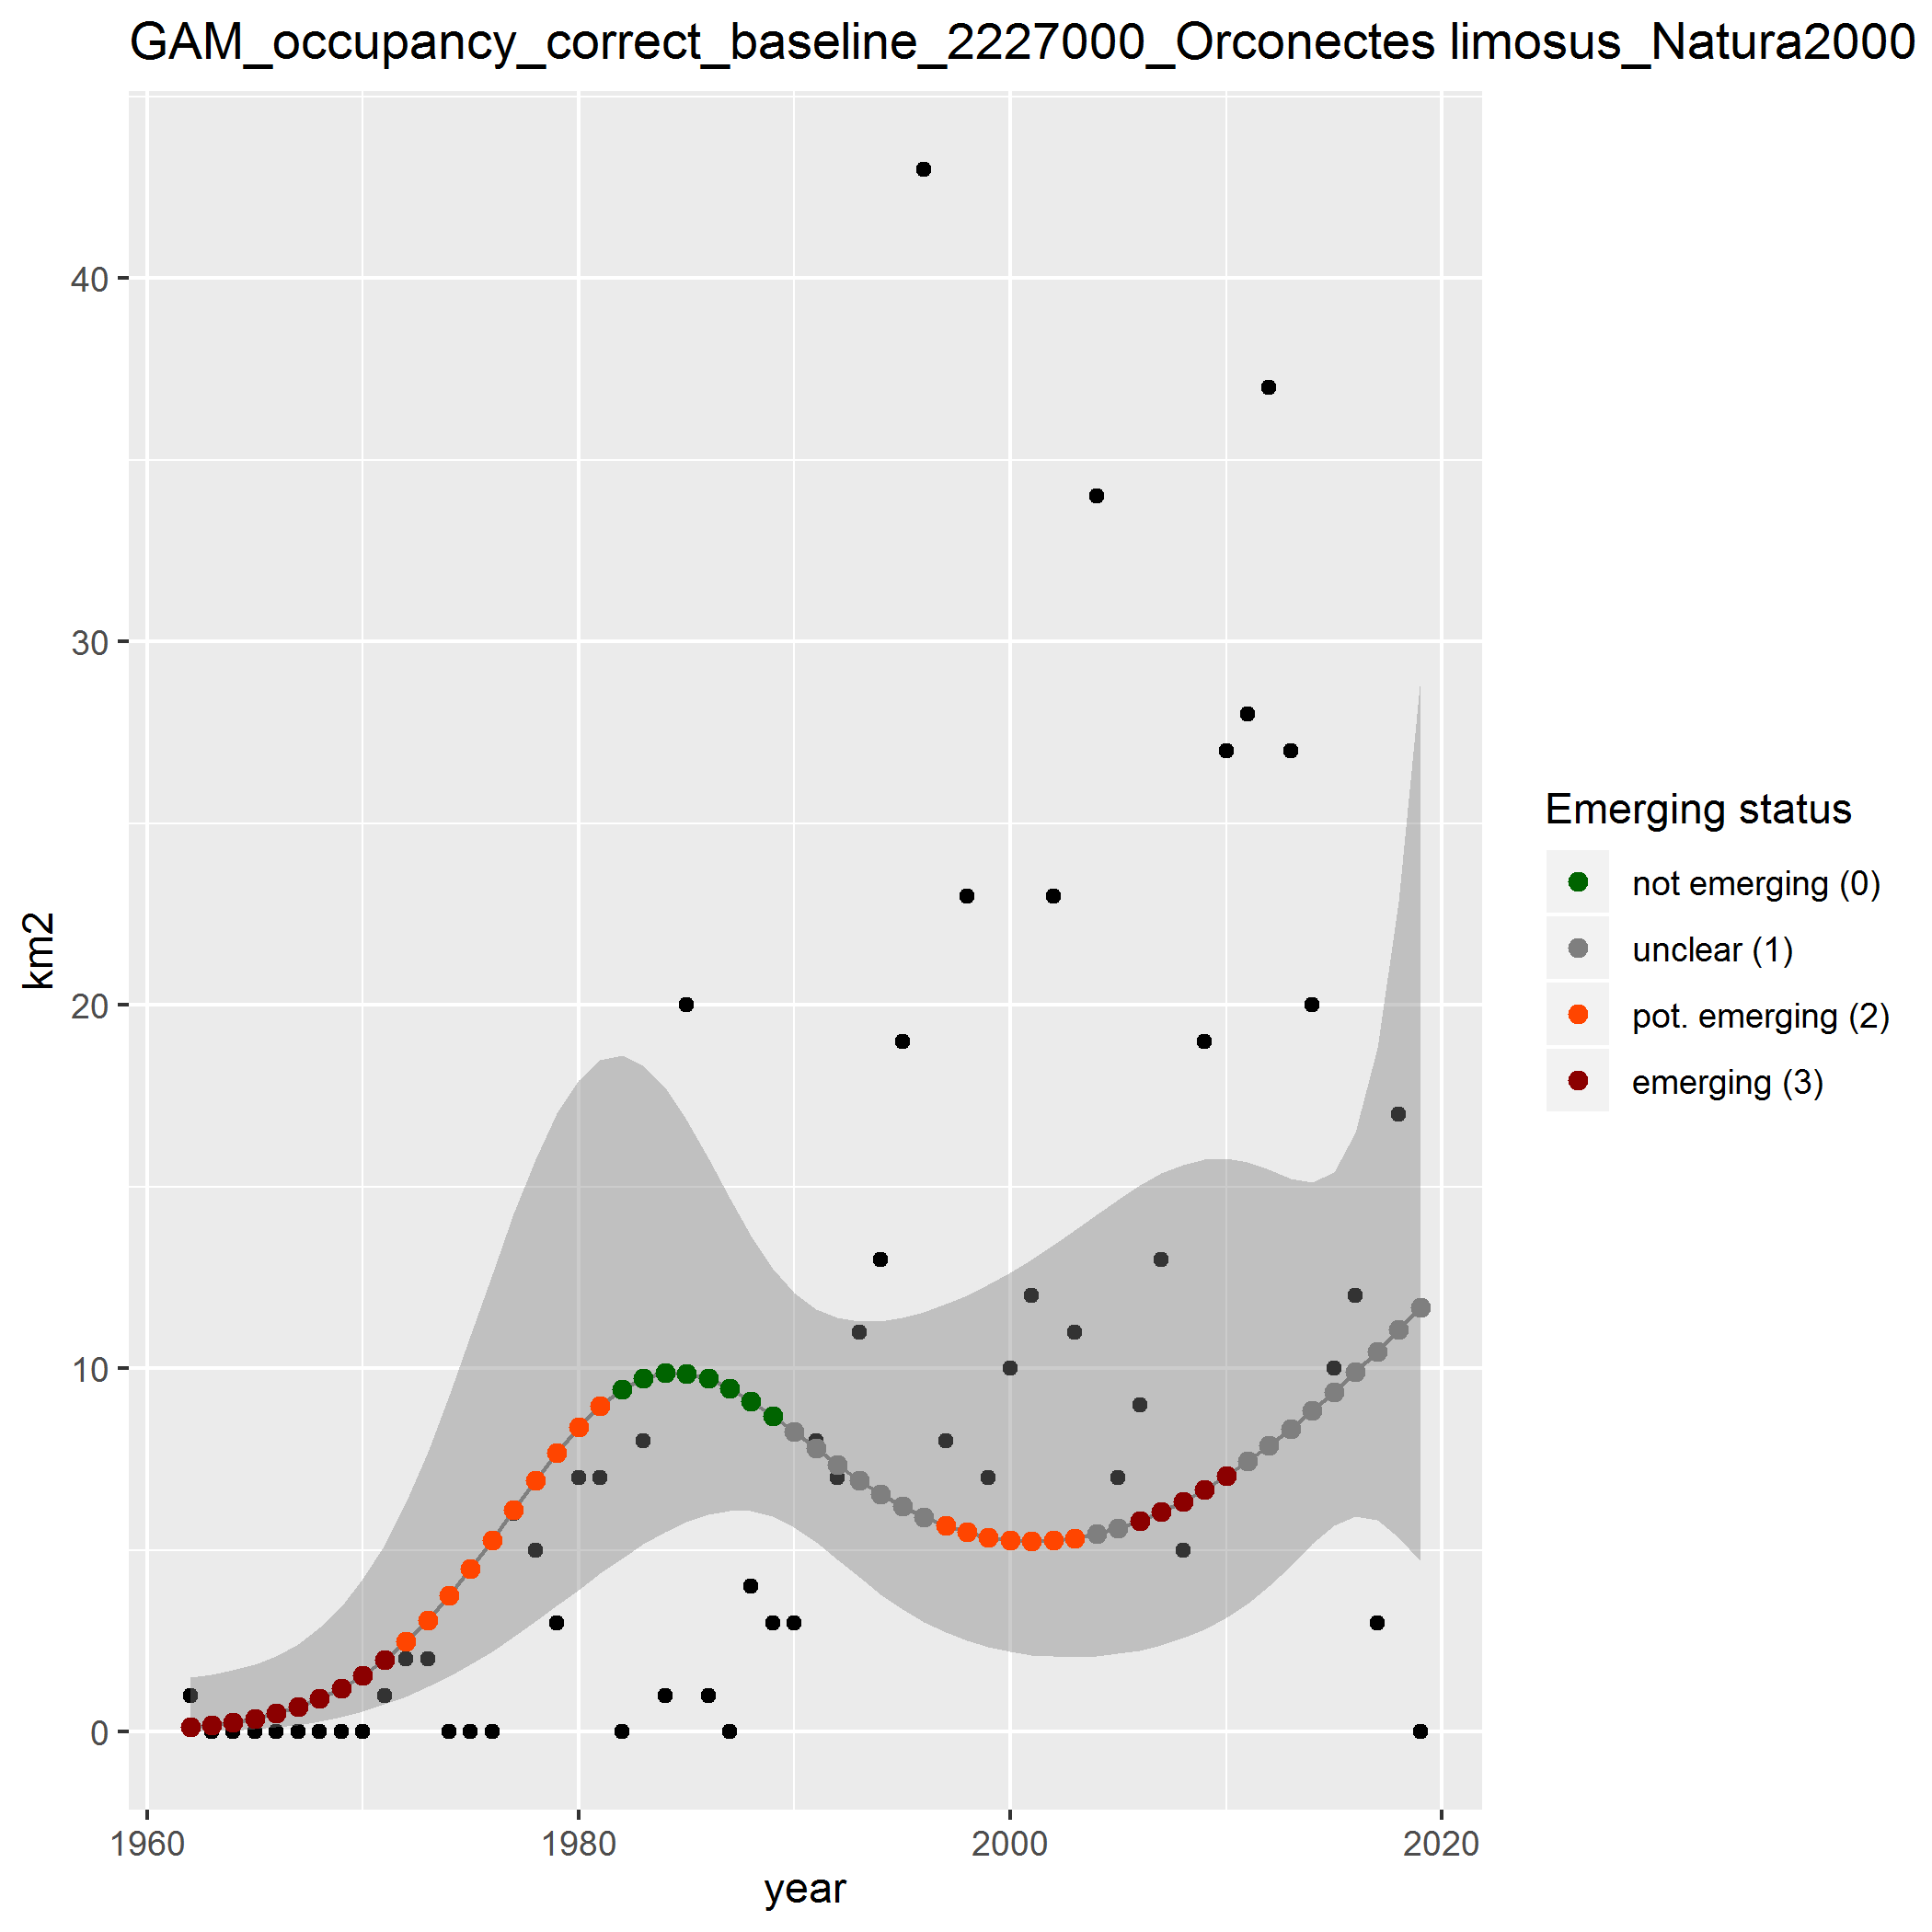 GAM_occupancy_correct_baseline_2227000_Orconectes limosus_Natura2000
40
30
20
10
0
km2
1960
1980
2000
2020
year
Emerging status
not emerging (0)
unclear (1)
pot. emerging (2)
emerging (3)